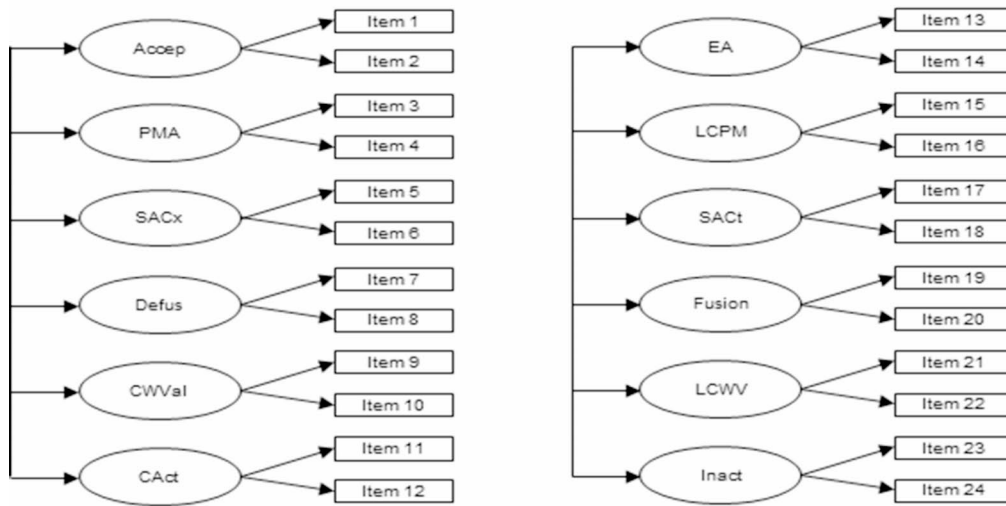 Accep
Item 1
Item 2
PMA
Item 3
Item 4
SACx
Item 5
Item 6
Defus
Item 7
Item 8
CWVal
Item 9
Item 10
CAct
Item 11
Item 12
EA
Item 13
Item 14
LCPM
Item 15
Item 16
SACt
Item 17
Item 18
Fusion
Item 19
Item 20
LCWV
Item 21
Item 22
Inact
Item 23
Item 24